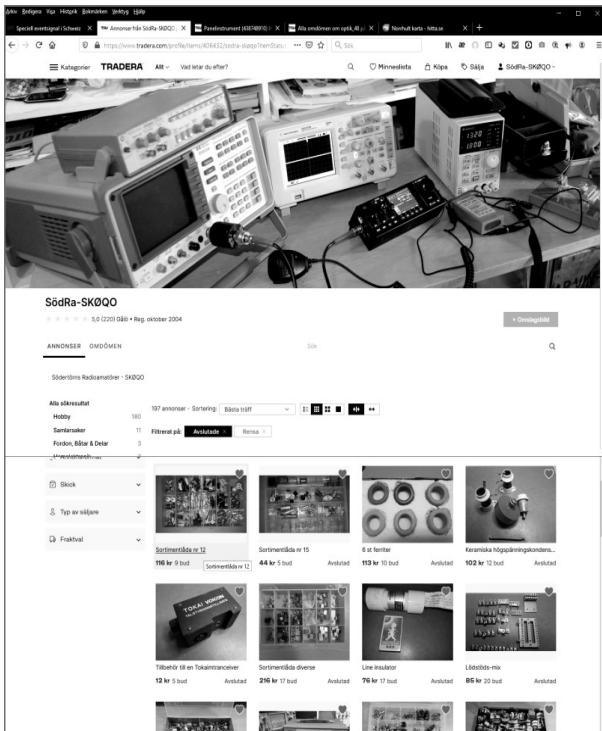 Arkiv Redigera Visa Historik Bokmärken Verktyg Hjälp
Speciell eventsignal i Schweiz
Annonser från SödRa-SKØQO
Panelinstrument
Alla omdömen om optik, 48 p
Norrhult karta - hitta.se
https://www.tradera.com/profile/items/406432/sodra-skøqo?itemStatu
Sök
Kategorier TRADERA Allt Vad letar du efter? Minneslista Köpa Sälja SödRa-SKØQO
SödRa-SKØQO
5,0 (220) Gålö • Reg. oktober 2004
+ Omslagsbild
ANNONSER OMDÖMEN Sök
Södertörns Radioamatörer - SKØQO
Alla sökresultat
Hobby 180
Samlarsaker 11
Fordon, Båtar & Delar 3
197 annonser - Sortering: Bästa träff
Filtrerat på: Avslutade × Rensa ×
Skick
Typ av säljare
Fraktval
Sortimentlåda nr 12
116 kr 9 bud
Sortimentlåda nr 12
Sortimentlåda nr 15
44 kr 5 bud Avslutad
6 st ferriter
113 kr 10 bud Avslutad
Keramiska högspänningskondens...
102 kr 12 bud Avslutad
TOKAI
Tillbehör till en Tokaimtranceiver
12 kr 5 bud Avslutad
Sortimentlåda diverse
216 kr 17 bud Avslutad
Line insulator
76 kr 17 bud Avslutad
Lödstöds-mix
85 kr 20 bud Avslutad